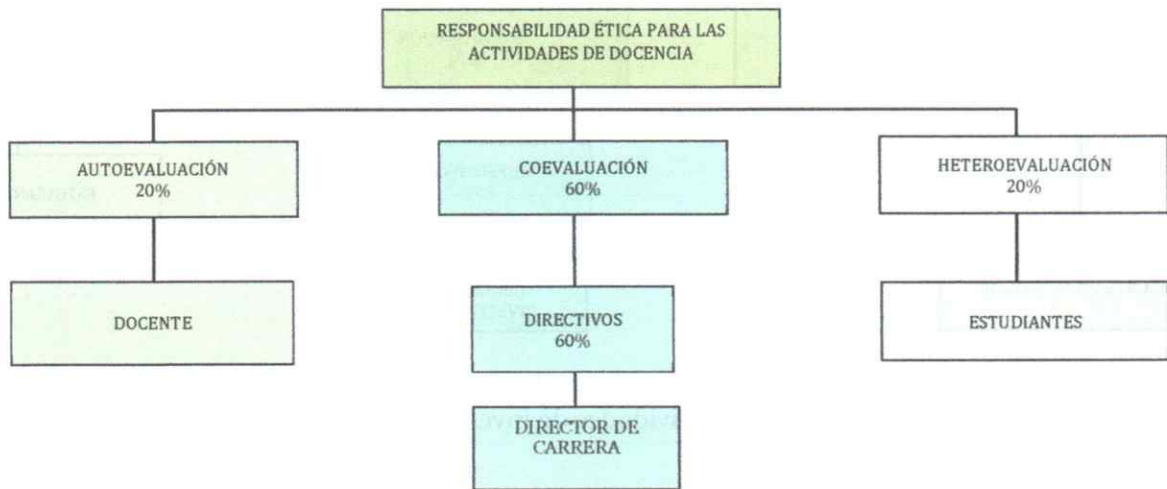 RESPONSABILIDAD ÉTICA PARA LAS
ACTIVIDADES DE DOCENCIA
AUTOEVALUACIÓN
20%
COEVALUACIÓN
60%
HETEROEVALUACIÓN
20%
DOCENTE
DIRECTIVOS
60%
ESTUDIANTES
DIRECTOR DE
CARRERA